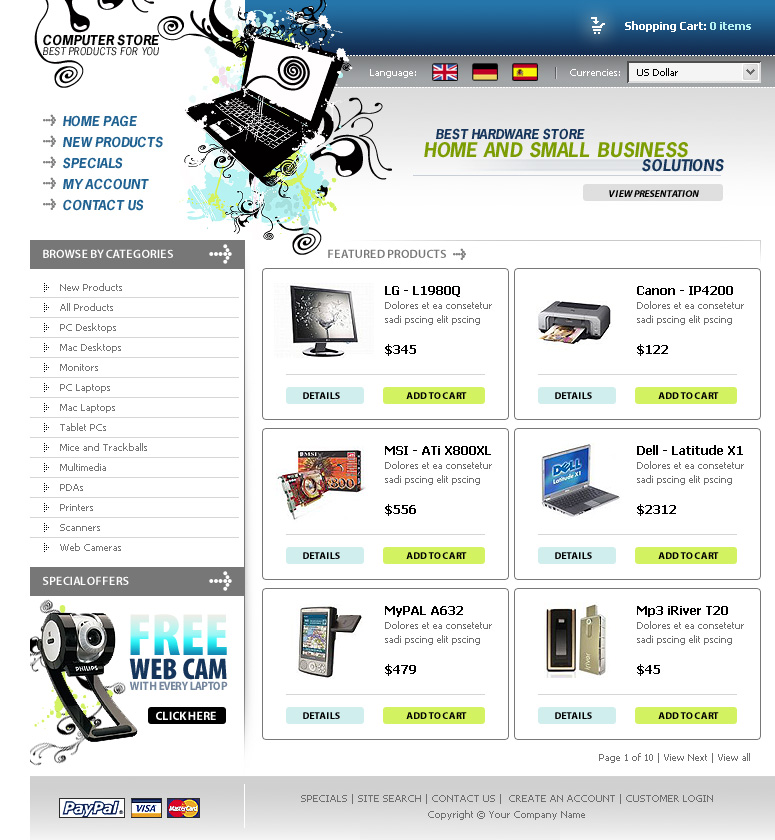 COMPUTER STORE
BEST PRODUCTS FOR YOU
Shopping Cart: 0 items
Language:
Currencies:
US Dollar
HOME PAGE
NEW PRODUCTS
SPECIALS
MY ACCOUNT
CONTACT US
BEST HARDWARE STORE
HOME AND SMALL BUSINESS
SOLUTIONS
VIEW PRESENTATION
BROWSE BY CATEGORIES
New Products
All Products
PC Desktops
Mac Desktops
Monitors
PC Laptops
Mac Laptops
Tablet PCs
Mice and Trackballs
Multimedia
PDAs
Printers
Scanners
Web Cameras
SPECIAL OFFERS
PHILIPS
FREE
WEB CAM
WITH EVERY LAPTOP
CLICK HERE
FEATURED PRODUCTS
LG - L1980Q
Dolores et ea consetetur
sadi pscing elit pscing
$345
DETAILS
ADD TO CART
Canon - IP4200
Dolores et ea consetetur
sadi pscing elit pscing
$122
DETAILS
ADD TO CART
MSI
MSI - ATi X800XL
Dolores et ea consetetur
sadi pscing elit pscing
$556
DETAILS
ADD TO CART
DELL
Latitude X1
Dell - Latitude X1
Dolores et ea consetetur
sadi pscing elit pscing
$2312
DETAILS
ADD TO CART
MyPAL A632
Dolores et ea consetetur
sadi pscing elit pscing
$479
DETAILS
ADD TO CART
Mp3 iRiver T20
Dolores et ea consetetur
sadi pscing elit pscing
$45
DETAILS
ADD TO CART
Page 1 of 10 | View Next | View all
PayPal
VISA
MasterCard
SPECIALS | SITE SEARCH | CONTACT US | CREATE AN ACCOUNT | CUSTOMER LOGIN
Copyright © Your Company Name